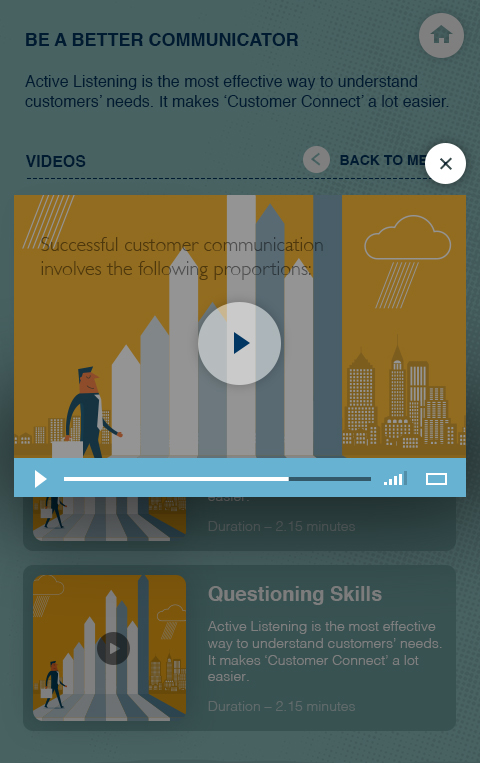 BE A BETTER COMMUNICATOR
Active Listening is the most effective way to understand
customers’ needs. It makes ‘Customer Connect’ a lot easier.
VIDEOS
BACK TO ME
Successful customer communication
involves the following proportions:
easier.
Duration – 2.15 minutes
Questioning Skills
Active Listening is the most effective
way to understand customers’ needs.
It makes ‘Customer Connect’ a lot
easier.
Duration – 2.15 minutes